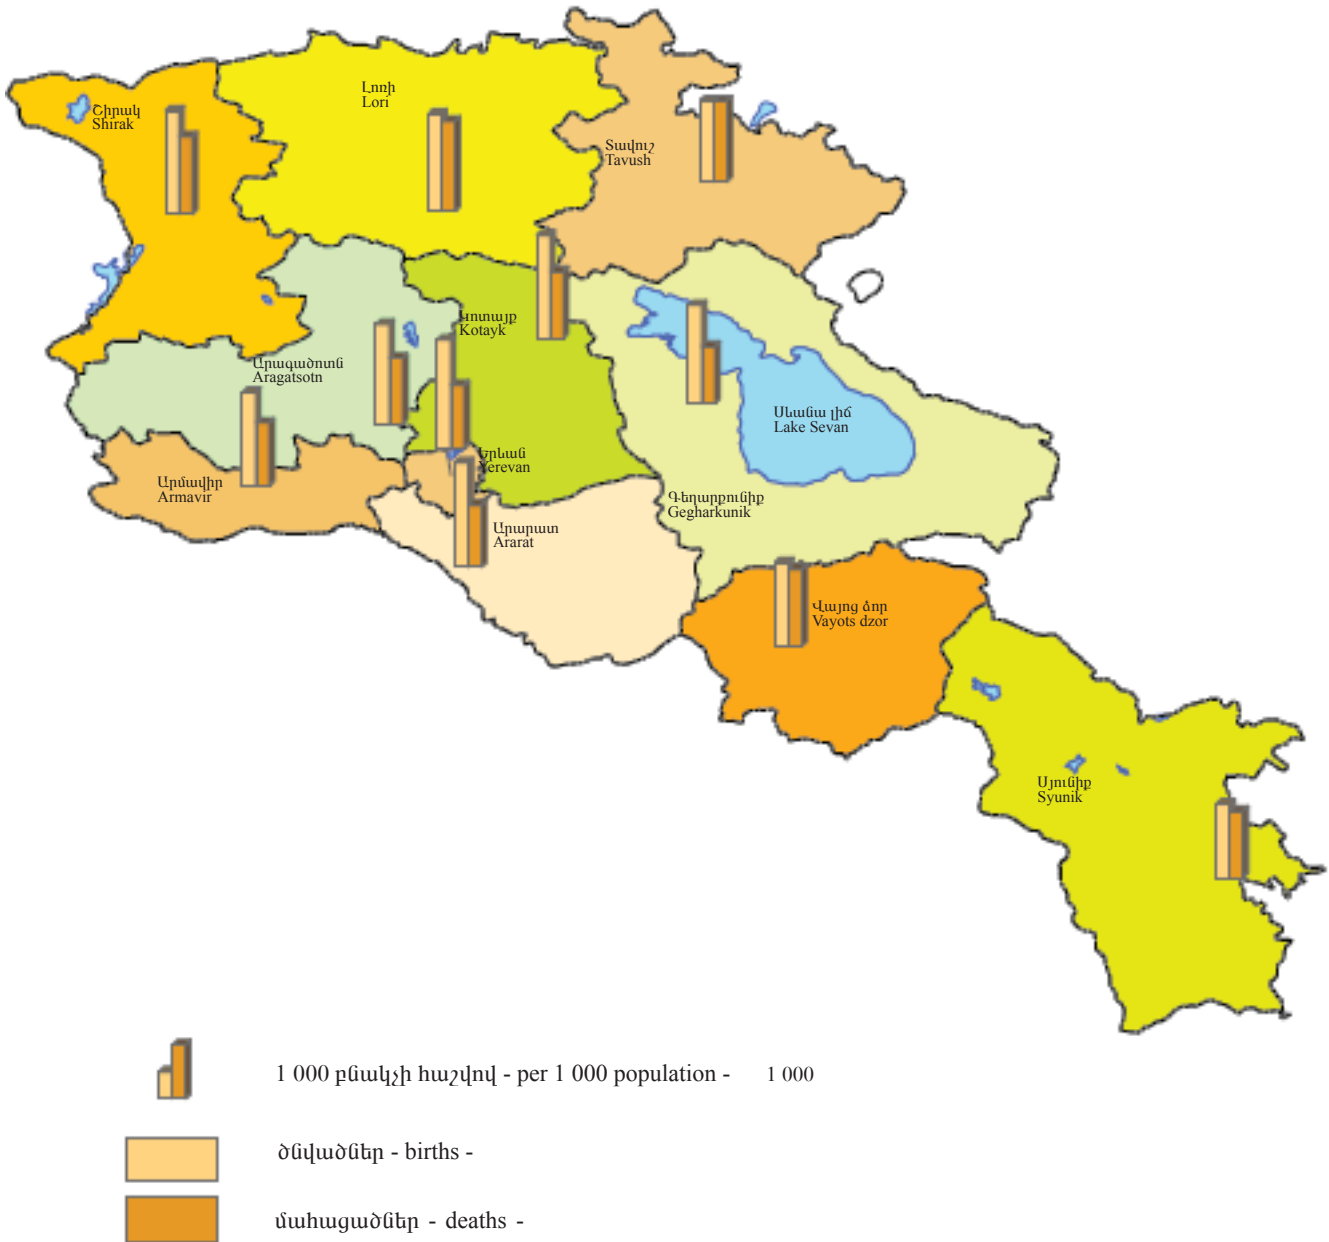 Լոռի
Lori
Շիրակ
Shirak
Տավուշ
Tavush
Կոտայք
Kotayk
Արագածոտն
Aragatsotn
Սևանա լիճ
Lake Sevan
Երևան
Yerevan
Արմավիր
Armavir
Գեղարքունիք
Gegharkunik
Արարատ
Ararat
Վայոց ձոր
Vayots dzor
Սյունիք
Syunik
1 000 բնակչի հաշվով - per 1 000 population - 1 000
ծնվածներ - births -
մահացածներ - deaths -